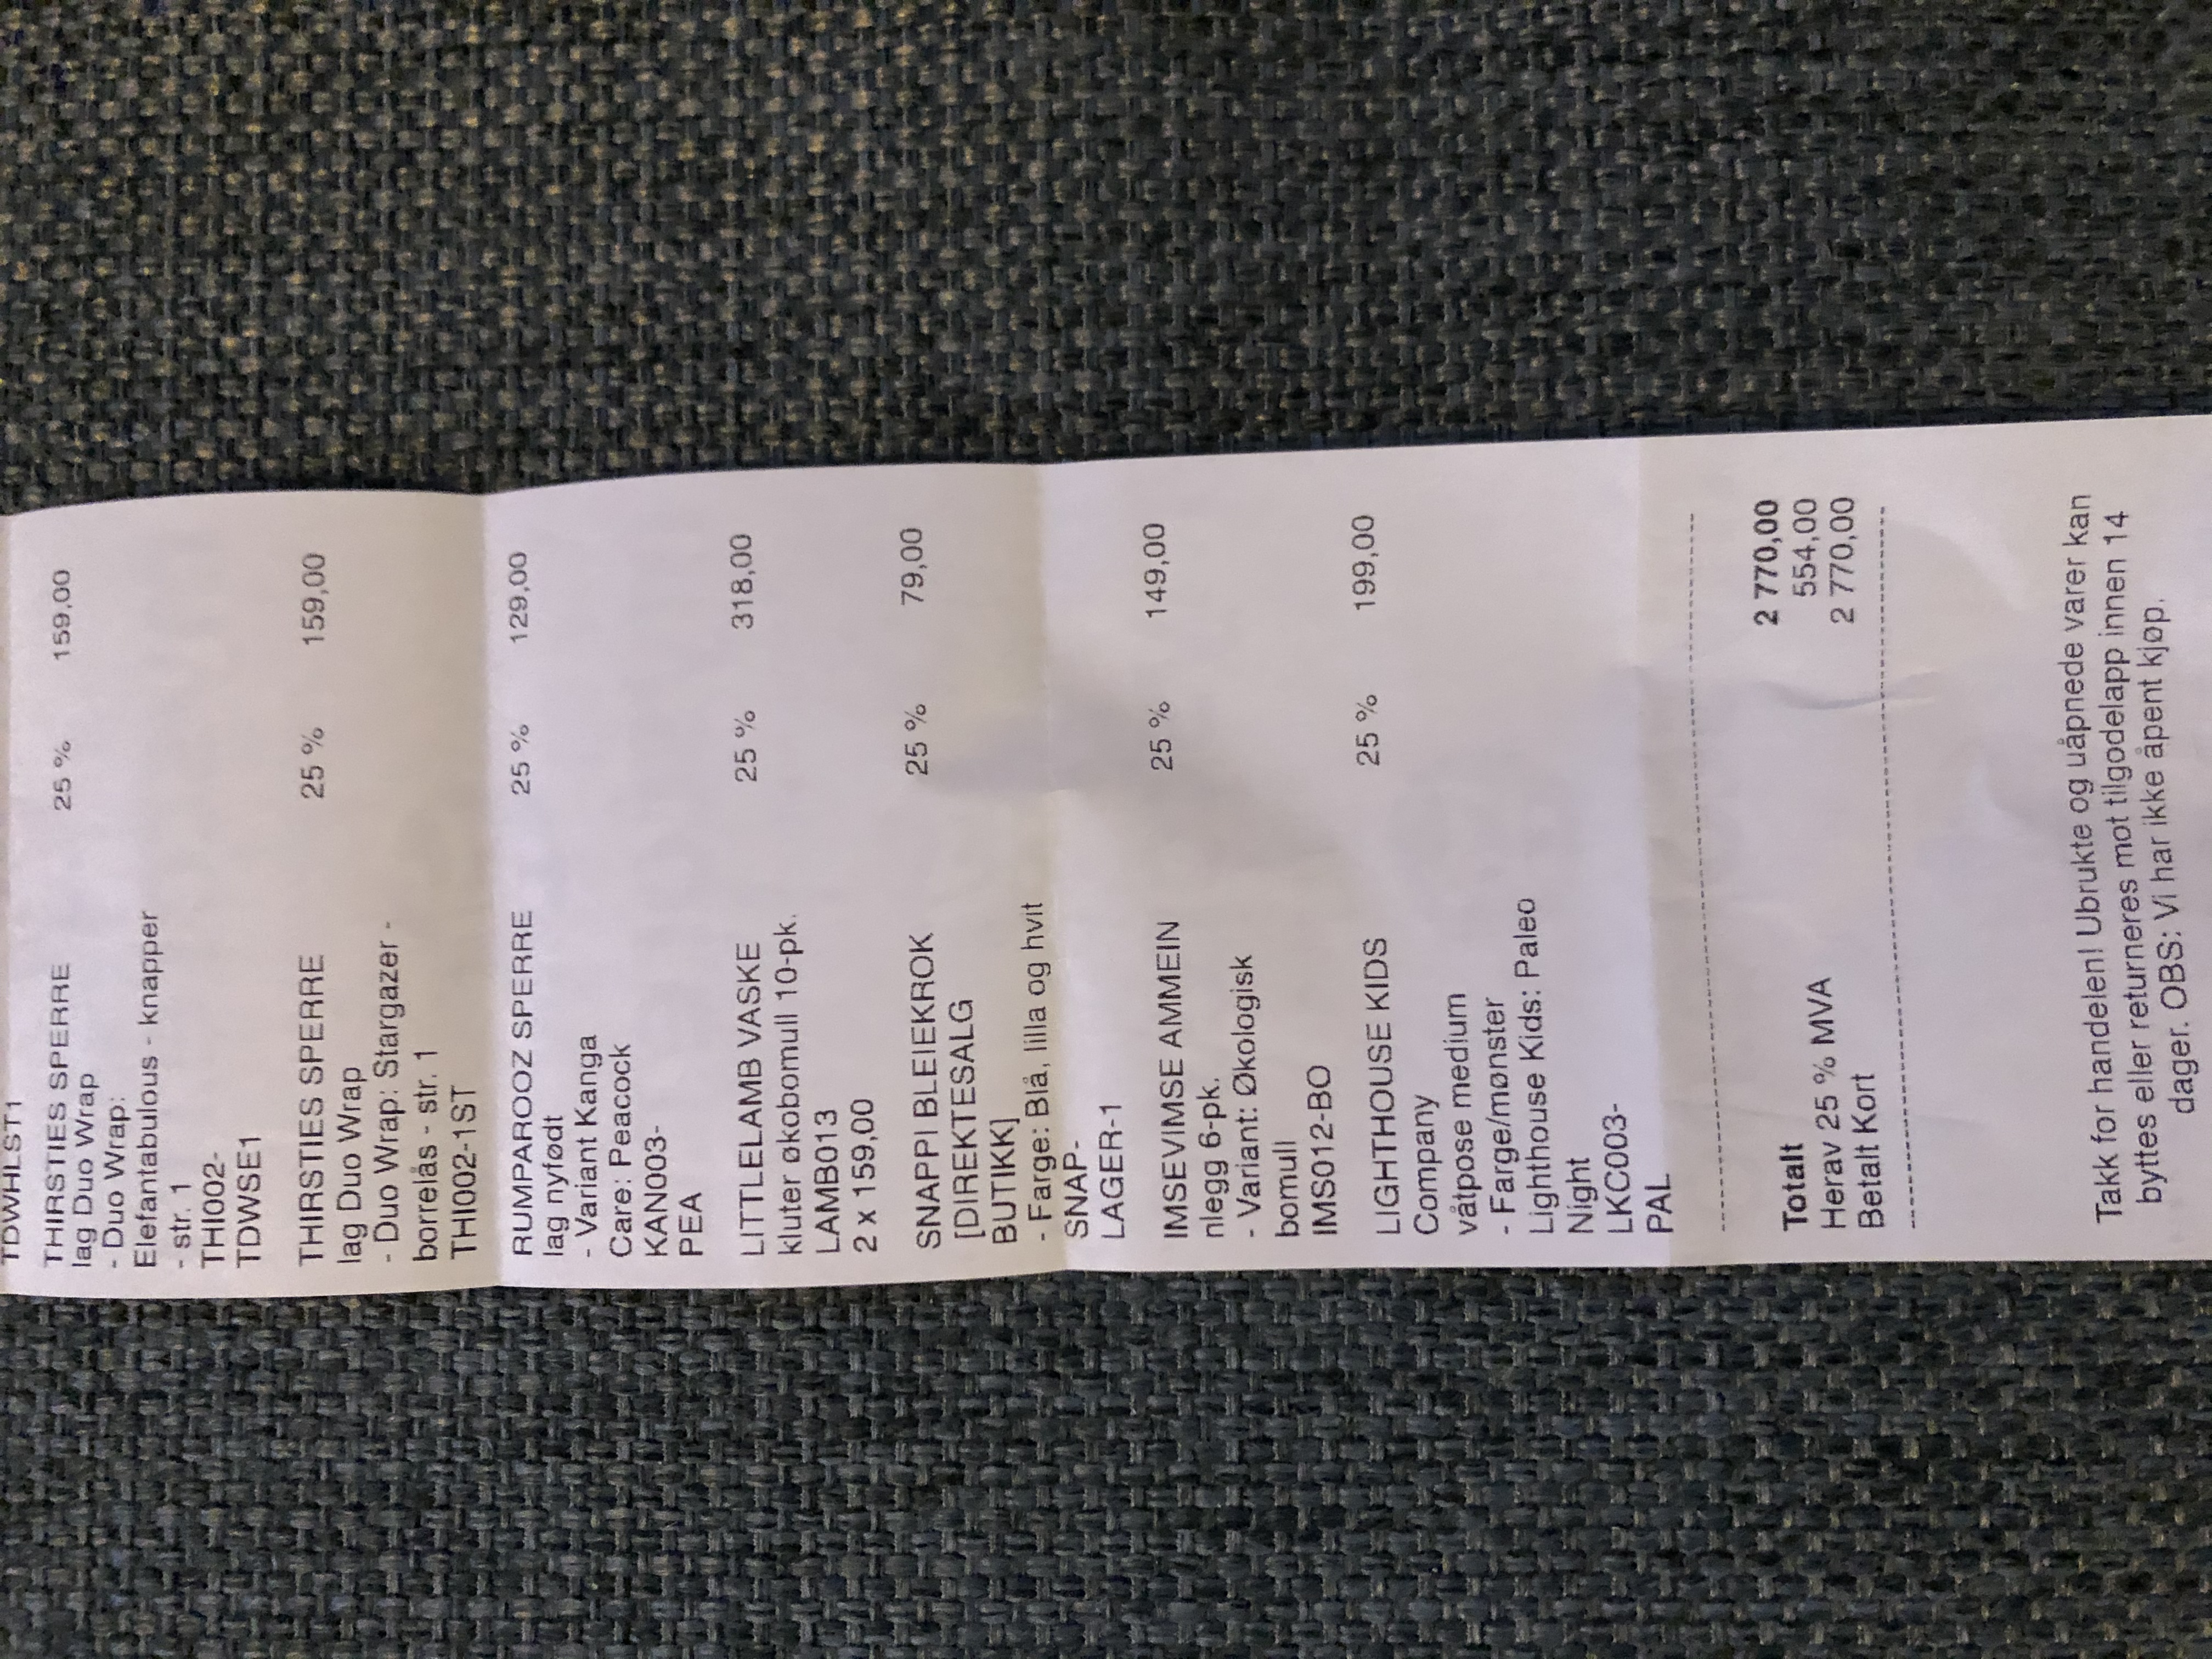 TDWHLST1
THIRSTIES SPERRE 25 % 159,00
lag Duo Wrap
- Duo Wrap:
Elefantabulous - knapper
- str. 1
THI002-
TDWSE1
THIRSTIES SPERRE 25 % 159,00
lag Duo Wrap
- Duo Wrap: Stargazer -
borrelås - str. 1
THI002-1ST
RUMPAROOZ SPERRE 25 % 129,00
lag nyfødt
- Variant Kanga
Care: Peacock
KAN003-
PEA
LITTLELAMB VASKE 25 % 318,00
kluter økobomull 10-pk.
LAMB013
2 x 159,00
SNAPPI BLEIEKROK 25 % 79,00
[DIREKTESALG
BUTIKK]
- Farge: Blå, lilla og hvit
SNAP-
LAGER-1
IMSEVIMSE AMMEIN 25 % 149,00
nlegg 6-pk.
- Variant: Økologisk
bomull
IMS012-BO
LIGHTHOUSE KIDS 25 % 199,00
Company
våtpose medium
- Farge/mønster
Lighthouse Kids: Paleo
Night
LKC003-
PAL
Totalt 2 770,00
Herav 25 % MVA 554,00
Betalt Kort 2 770,00
Takk for handelen! Ubrukte og uåpnede varer kan
byttes eller returneres mot tilgodelapp innen 14
dager. OBS: Vi har ikke åpent kjøp.